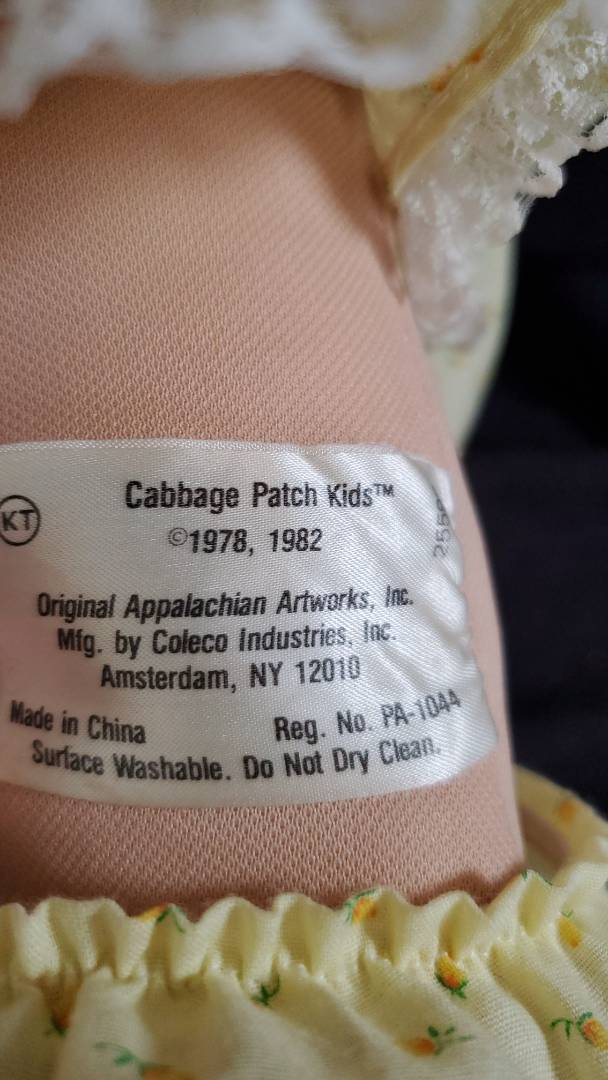 Cabbage Patch Kids™
KT
©1978, 1982
Original Appalachian Artworks, Inc.
Mfg. by Coleco Industries, Inc.
Amsterdam, NY 12010
Made in China Reg. No. PA-1044
Surface Washable. Do Not Dry Clean.